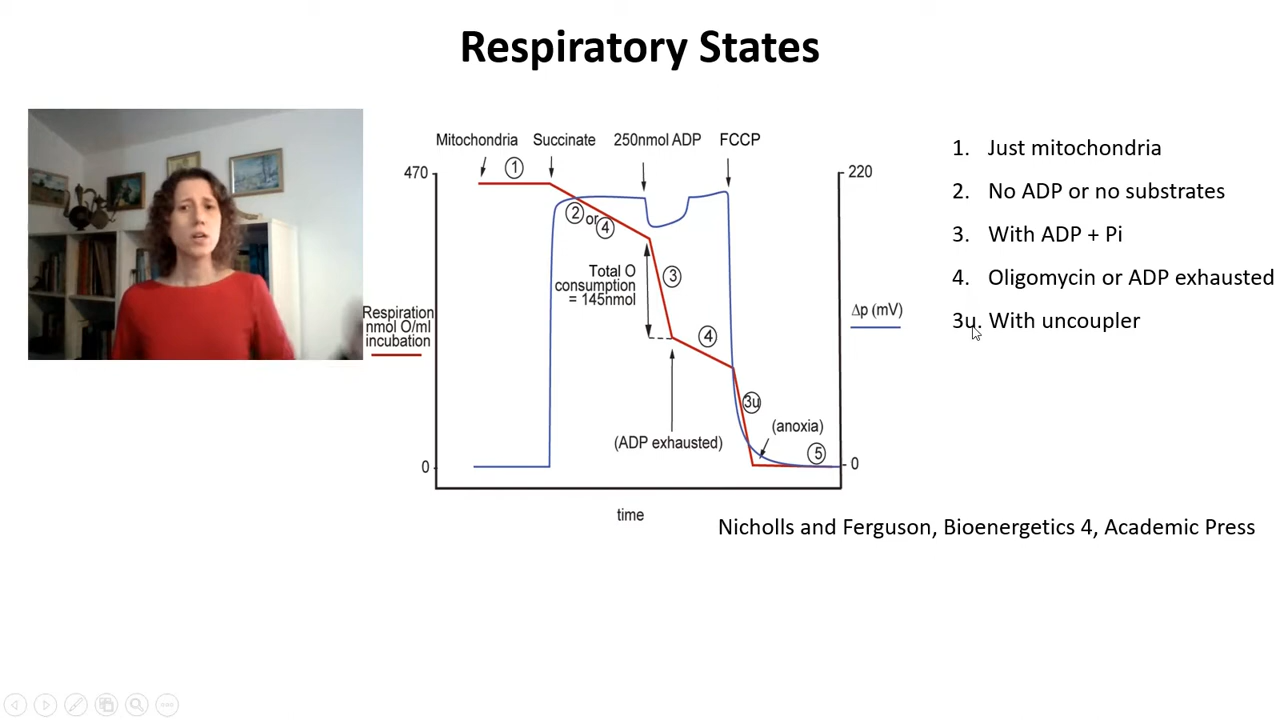 Respiratory States
Mitochondria Succinate 250nmol ADP FCCP
470
220
1
2 or 4
3
Total O
consumption
= 145nmol
4
Respiration
nmol O/ml
incubation
Δp (mV)
3u
(anoxia)
(ADP exhausted)
5
0
0
time
1. Just mitochondria
2. No ADP or no substrates
3. With ADP + Pi
4. Oligomycin or ADP exhausted
3u. With uncoupler
Nicholls and Ferguson, Bioenergetics 4, Academic Press